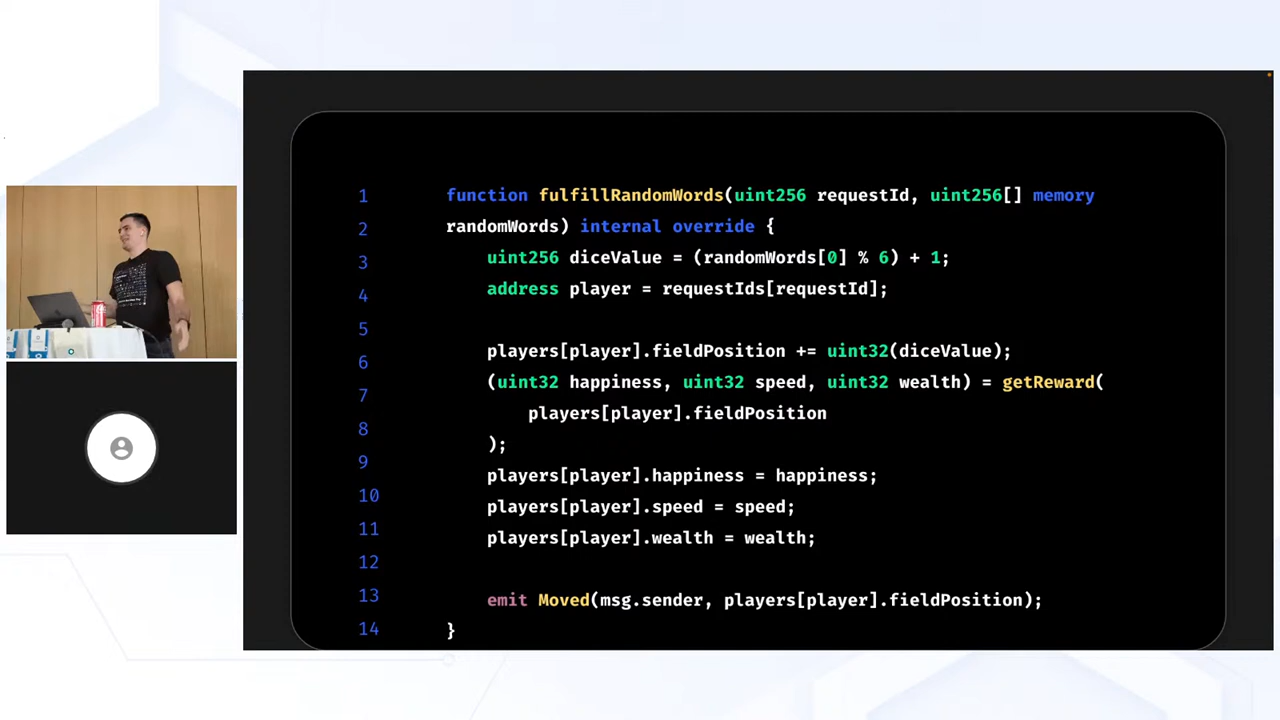 1
2
3
4
5
6
7
8
9
10
11
12
13
14
function fulfillRandomWords(uint256 requestId, uint256[] memory
randomWords) internal override {
uint256 diceValue = (randomWords[0] % 6) + 1;
address player = requestIds[requestId];
players[player].fieldPosition += uint32(diceValue);
(uint32 happiness, uint32 speed, uint32 wealth) = getReward(
players[player].fieldPosition
);
players[player].happiness = happiness;
players[player].speed = speed;
players[player].wealth = wealth;
emit Moved(msg.sender, players[player].fieldPosition);
}